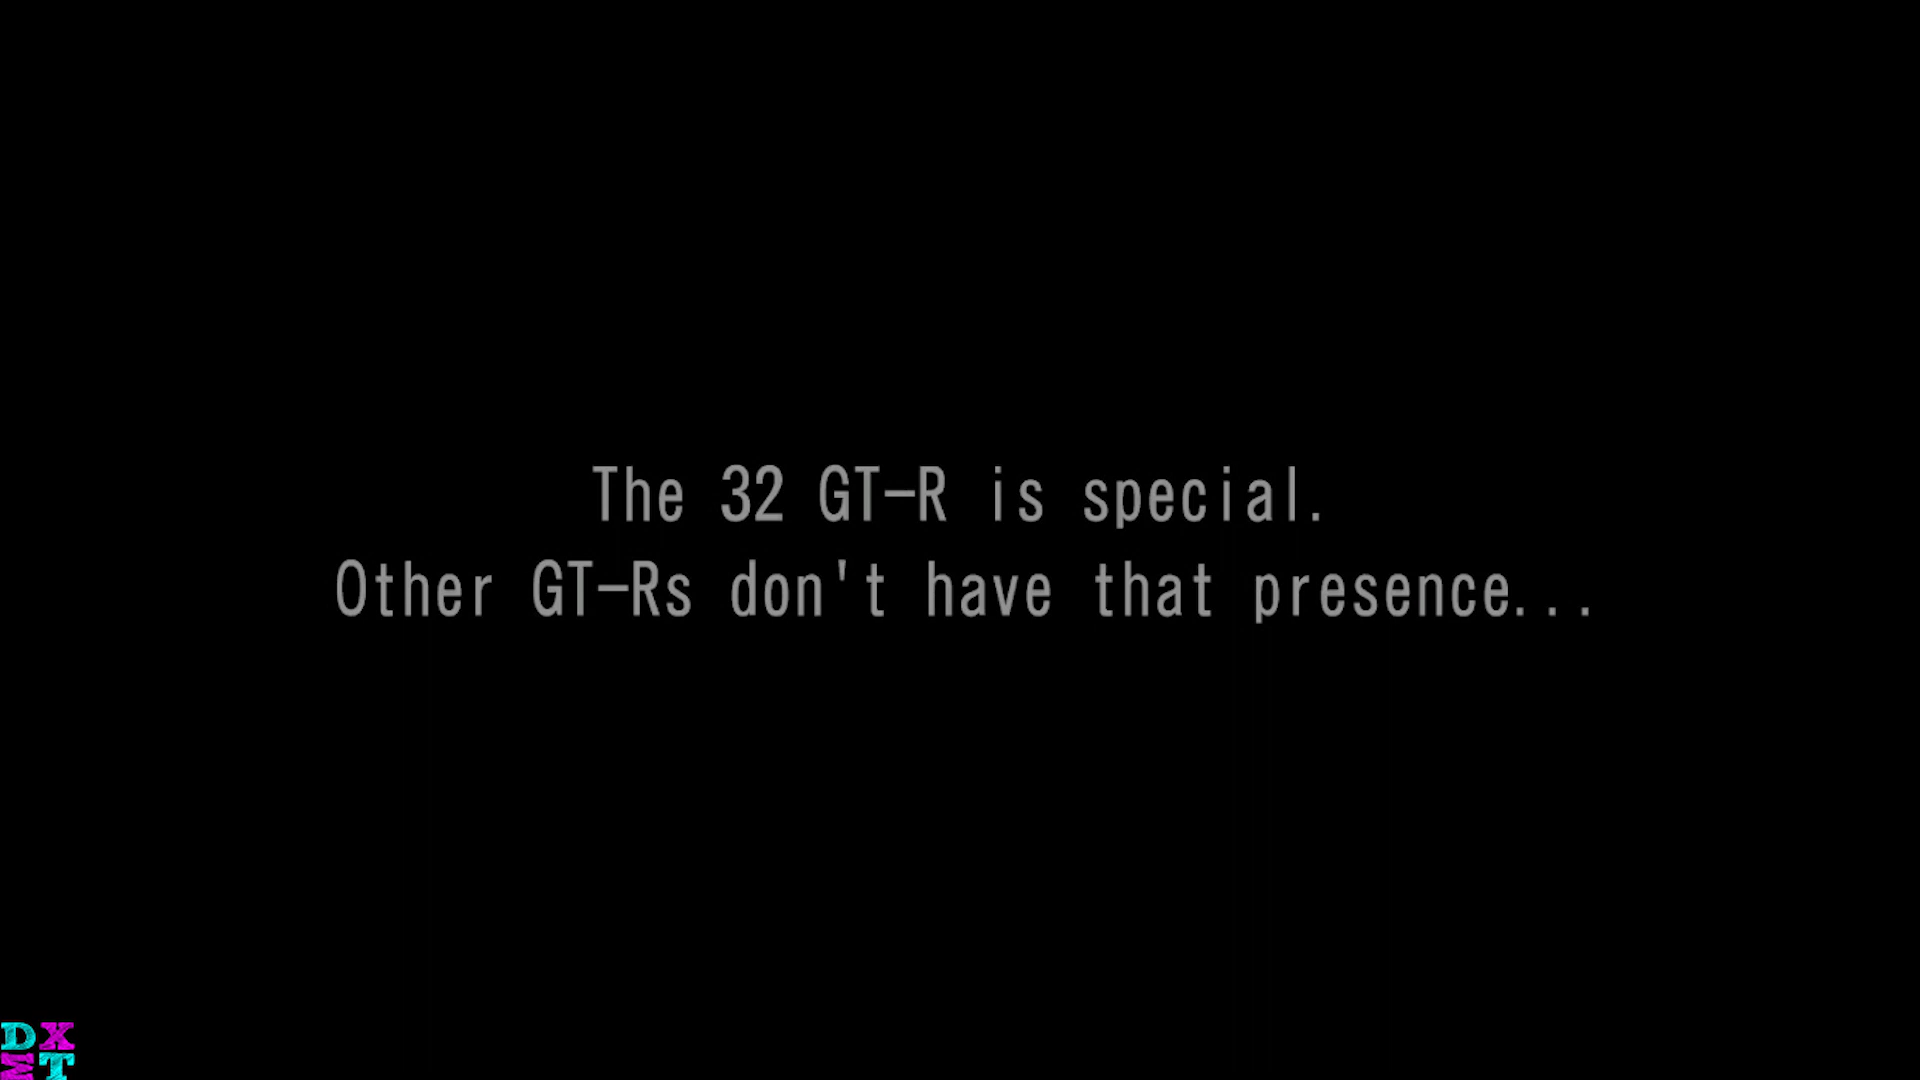 The 32 GT-R is special.
Other GT-Rs don't have that presence...
DX
MT